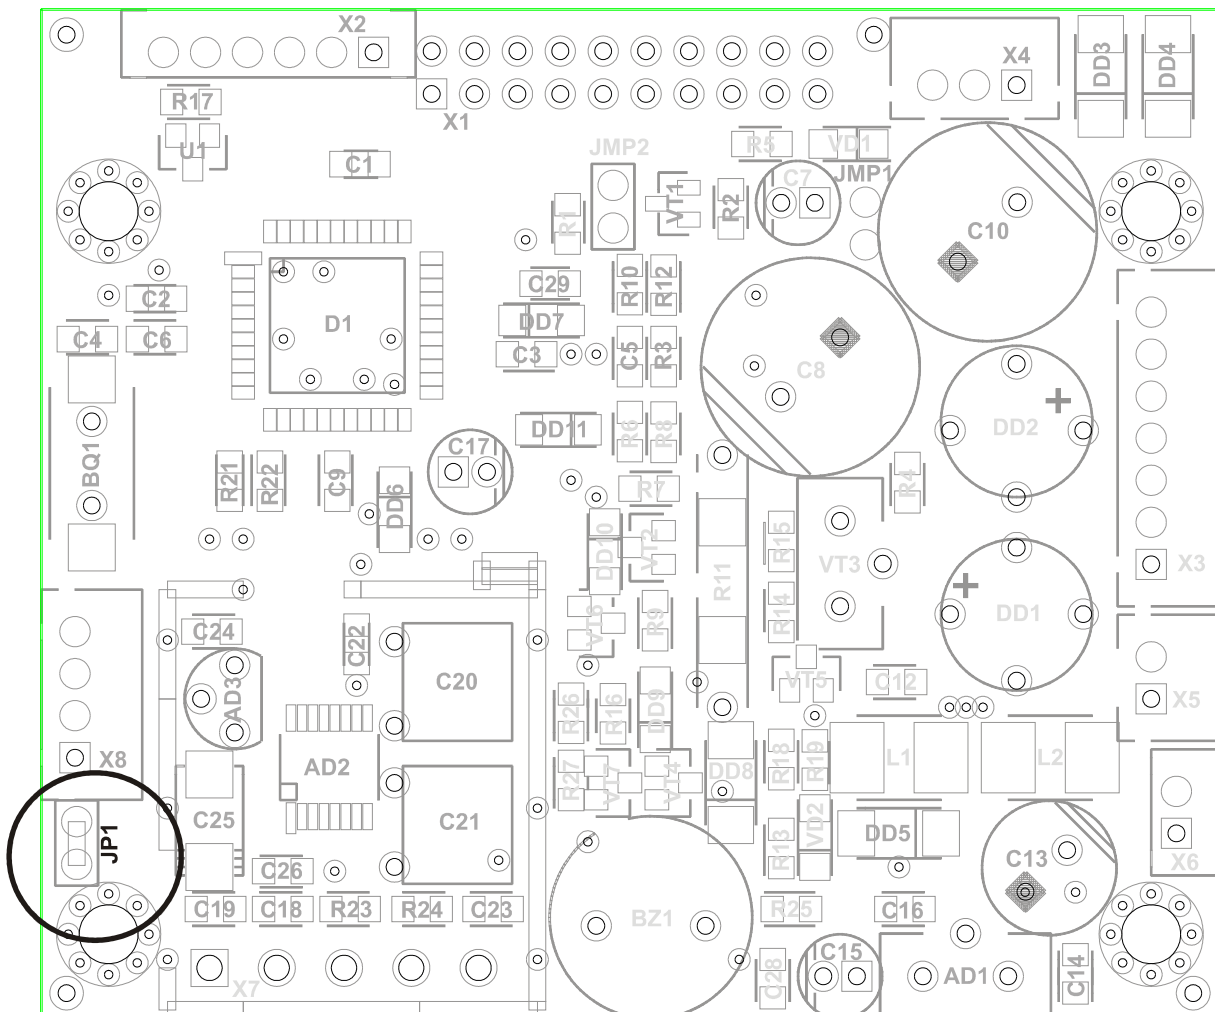 X2
X4
DD3
DD4
R17
X1
U1
C1
JMP2
R5
VD1
JMP1
C7
VT1
R2
R1
C10
C2
C29
R10
R12
D1
DD7
C4
C6
C3
C5
R3
C8
DD2
DD11
R6
R8
C17
BQ1
R21
R22
C9
DD6
R7
R4
DD10
VT2
R15
VT3
X3
R11
R14
DD1
C24
C22
VT6
R9
AD3
C20
VT5
C12
X5
R26
R16
DD9
X8
AD2
R27
VT7
VT4
DD8
R18
R19
L1
L2
JP1
C25
C21
R13
VD2
DD5
C13
X6
C26
C19
C18
R23
R24
C23
BZ1
R25
C16
X7
C28
C15
AD1
C14